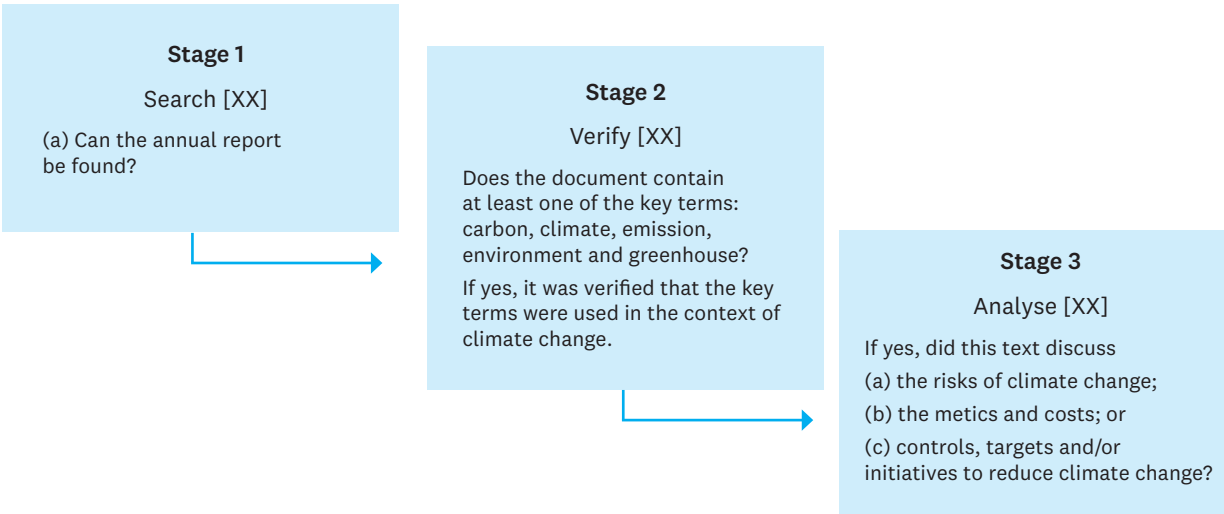 Stage 1
Search [XX]
(a) Can the annual report
be found?
Stage 2
Verify [XX]
Does the document contain
at least one of the key terms:
carbon, climate, emission,
environment and greenhouse?
If yes, it was verified that the key
terms were used in the context of
climate change.
Stage 3
Analyse [XX]
If yes, did this text discuss
(a) the risks of climate change;
(b) the metics and costs; or
(c) controls, targets and/or
initiatives to reduce climate change?